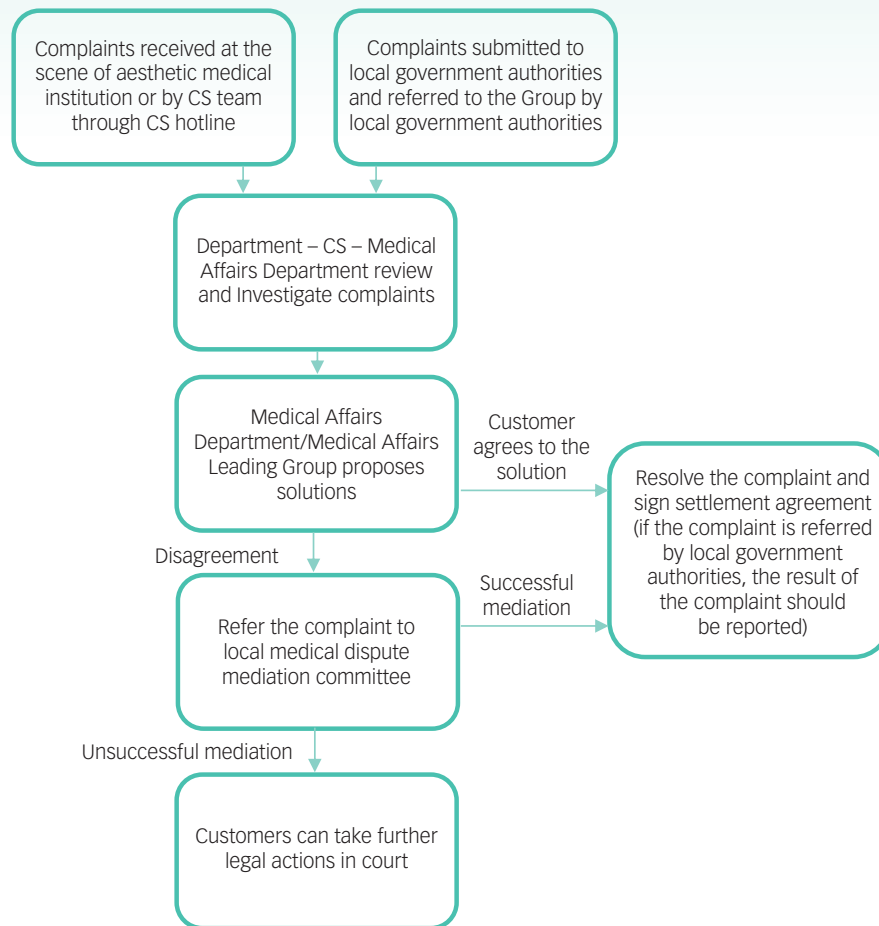 Complaints received at the
scene of aesthetic medical
institution or by CS team
through CS hotline
Complaints submitted to
local government authorities
and referred to the Group by
local government authorities
Department – CS – Medical
Affairs Department review
and Investigate complaints
Medical Affairs
Department/Medical Affairs
Leading Group proposes
solutions
Customer
agrees to the
solution
Resolve the complaint and
sign settlement agreement
(if the complaint is referred
by local government
authorities, the result of
the complaint should
be reported)
Disagreement
Successful
mediation
Refer the complaint to
local medical dispute
mediation committee
Unsuccessful mediation
Customers can take further
legal actions in court